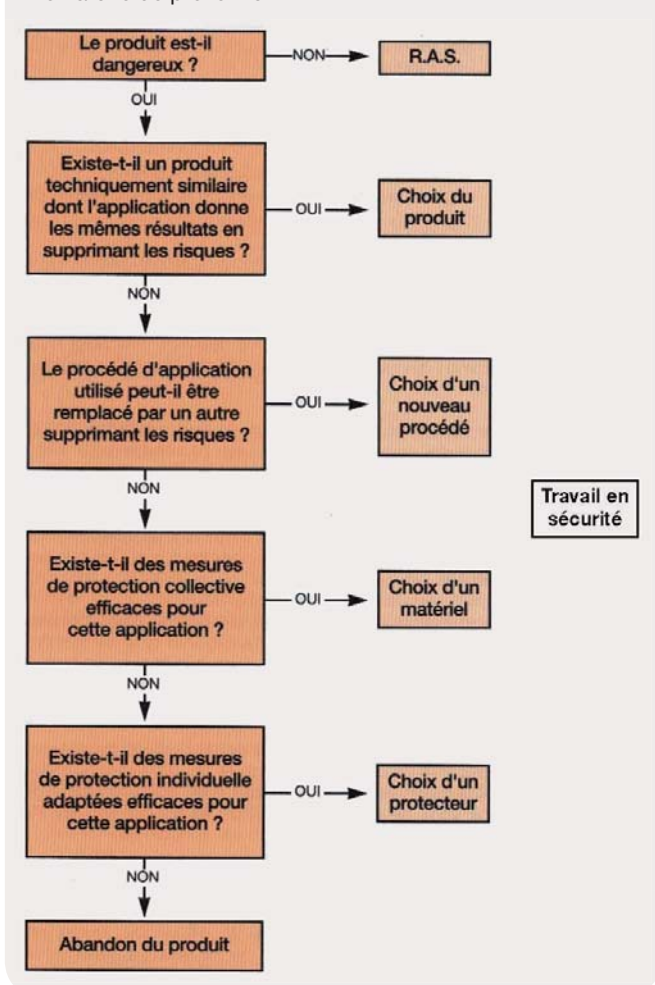 Le produit est-il
dangereux ?
NON
R.A.S.
OUI
Existe-t-il un produit
techniquement similaire
dont l'application donne
les mêmes résultats en
supprimant les risques ?
OUI
Choix du
produit
NON
Le procédé d'application
utilisé peut-il être
remplacé par un autre
supprimant les risques ?
OUI
Choix d'un
nouveau
procédé
NON
Travail en
sécurité
Existe-t-il des mesures
de protection collective
efficaces pour
cette application ?
OUI
Choix d'un
matériel
NON
Existe-t-il des mesures
de protection individuelle
adaptées efficaces pour
cette application ?
OUI
Choix d'un
protecteur
NON
Abandon du produit